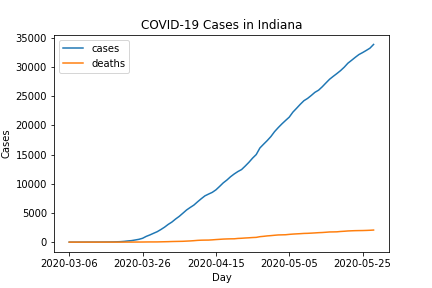 COVID-19 Cases in Indiana
cases
deaths
35000
30000
25000
20000
15000
10000
5000
0
Cases
2020-03-06 2020-03-26 2020-04-15 2020-05-05 2020-05-25
Day